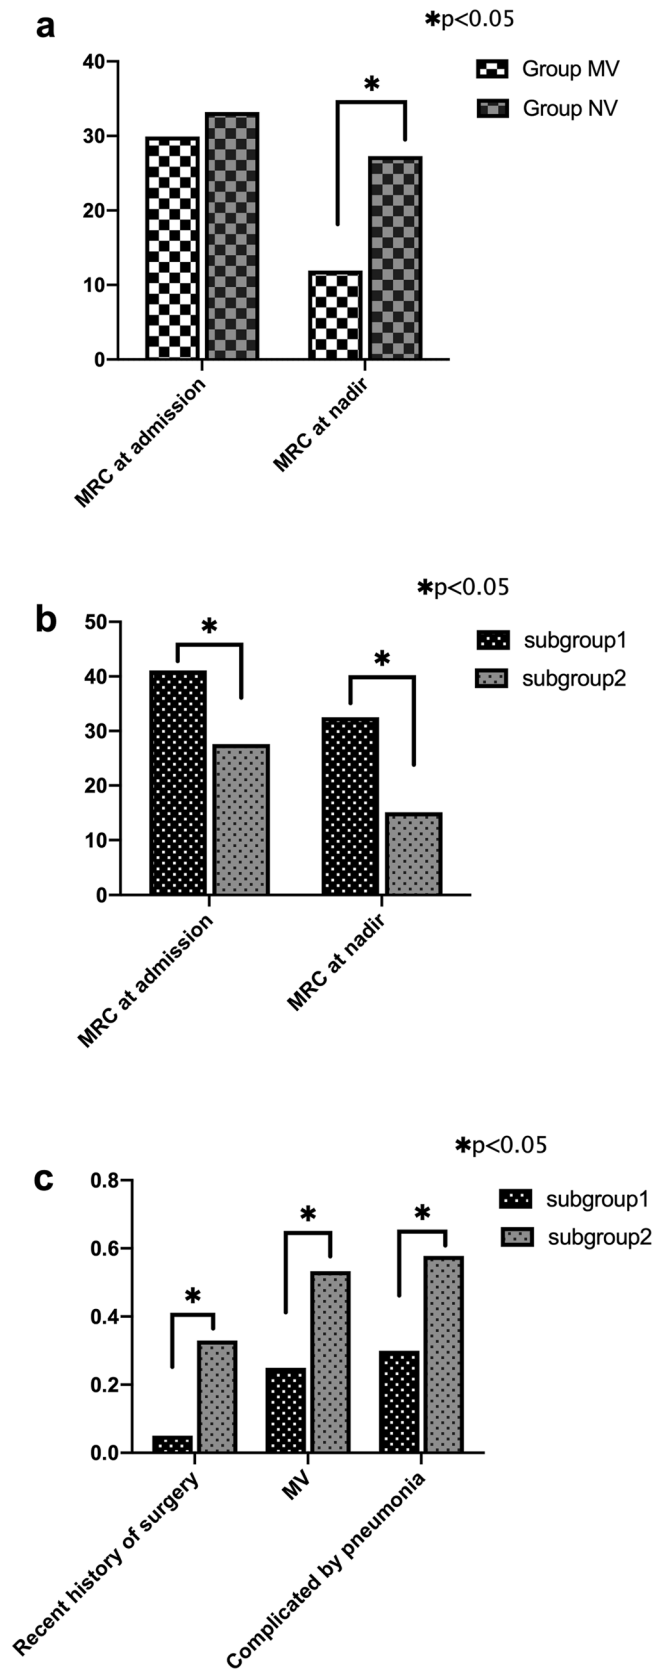 a
✱p<0.05
Group MV
Group NV
40
30
20
10
0
*
MRC at admission
MRC at nadir
b
✱p<0.05
subgroup1
subgroup2
50
40
30
20
10
0
*
*
MRC at admission
MRC at nadir
c
✱p<0.05
subgroup1
subgroup2
0.8
0.6
0.4
0.2
0.0
*
*
*
Recent history of surgery
MV
Complicated by pneumonia